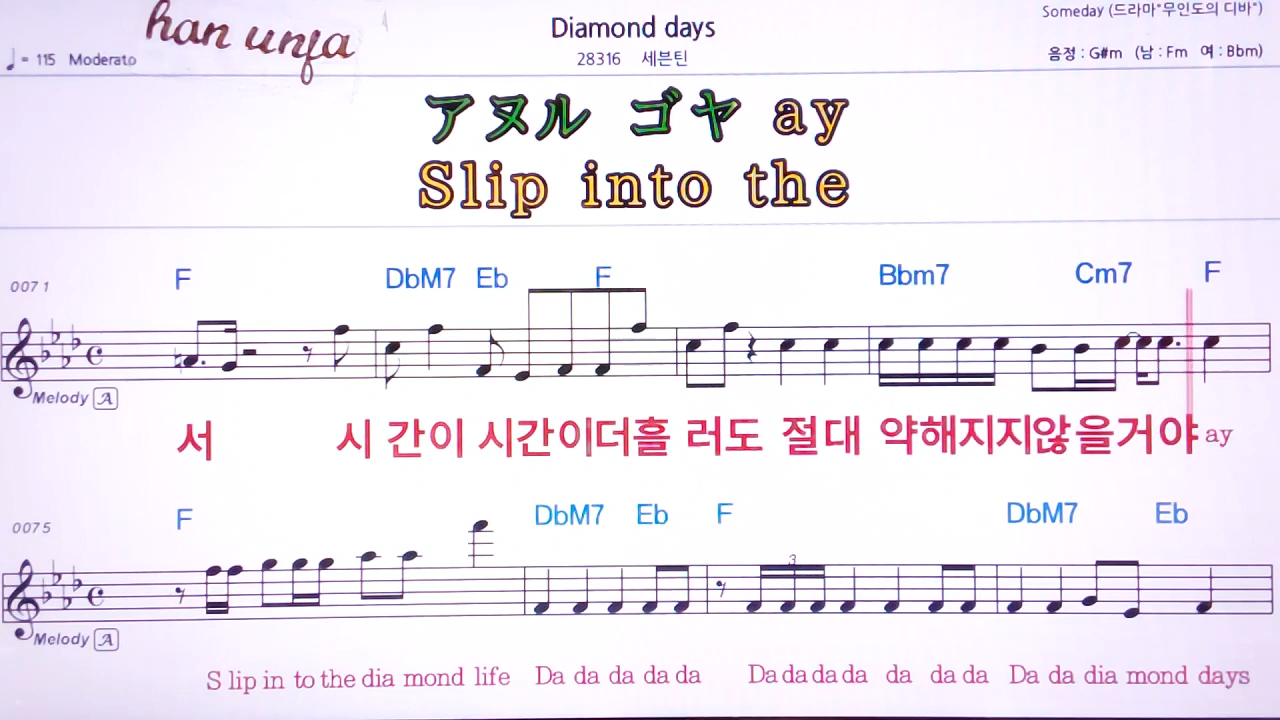 han unja
Diamond days
Someday (드라마"무인도의 디바")
♩= 115 Moderato
28316 세븐틴
음정 : G#m (남 : Fm 여 : Bbm)
アヌル ゴヤ ay
Slip into the
0071 F DbM7 Eb F Bbm7 Cm7 F
Melody A
서 시 간이 시간이더흘 러도 절대 약해지지않을거야 ay
0075 F DbM7 Eb F DbM7 Eb
3
Melody A
S lip in to the dia mond life Da da da da da Da da da da da da da Da da dia mond days